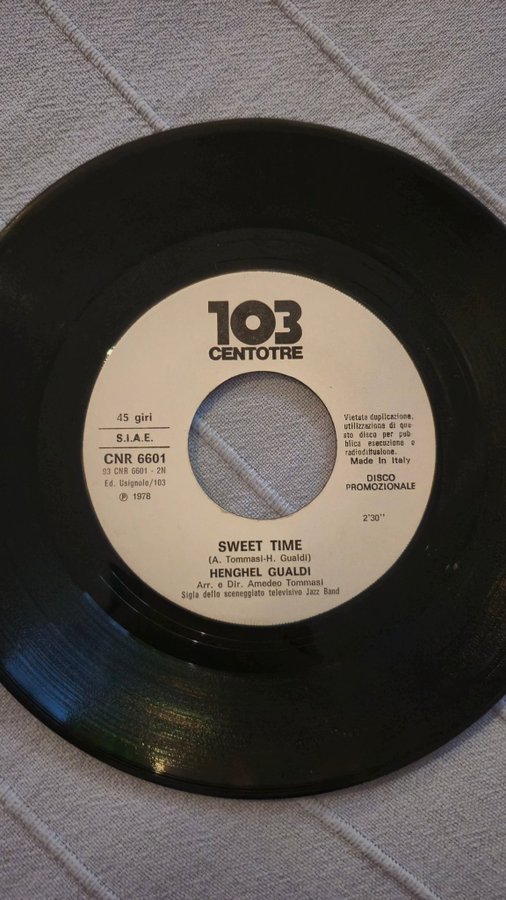 103
CENTOTRE
45 giri
S.I.A.E.
CNR 6601
93 CNR 6601 - 2N
Ed. Usignolo/103
Ⓟ 1978
Vietata duplicazione,
utilizzazione di que
sto disco per pub
blica esecuzione e
radiodiffusione.
Made In Italy
DISCO
PROMOZIONALE
2'30''
SWEET TIME
(A. Tommasi-H. Gualdi)
HENGHEL GUALDI
Arr. e Dir. Amedeo Tommasi
Sigla dello sceneggiato televisivo Jazz Band